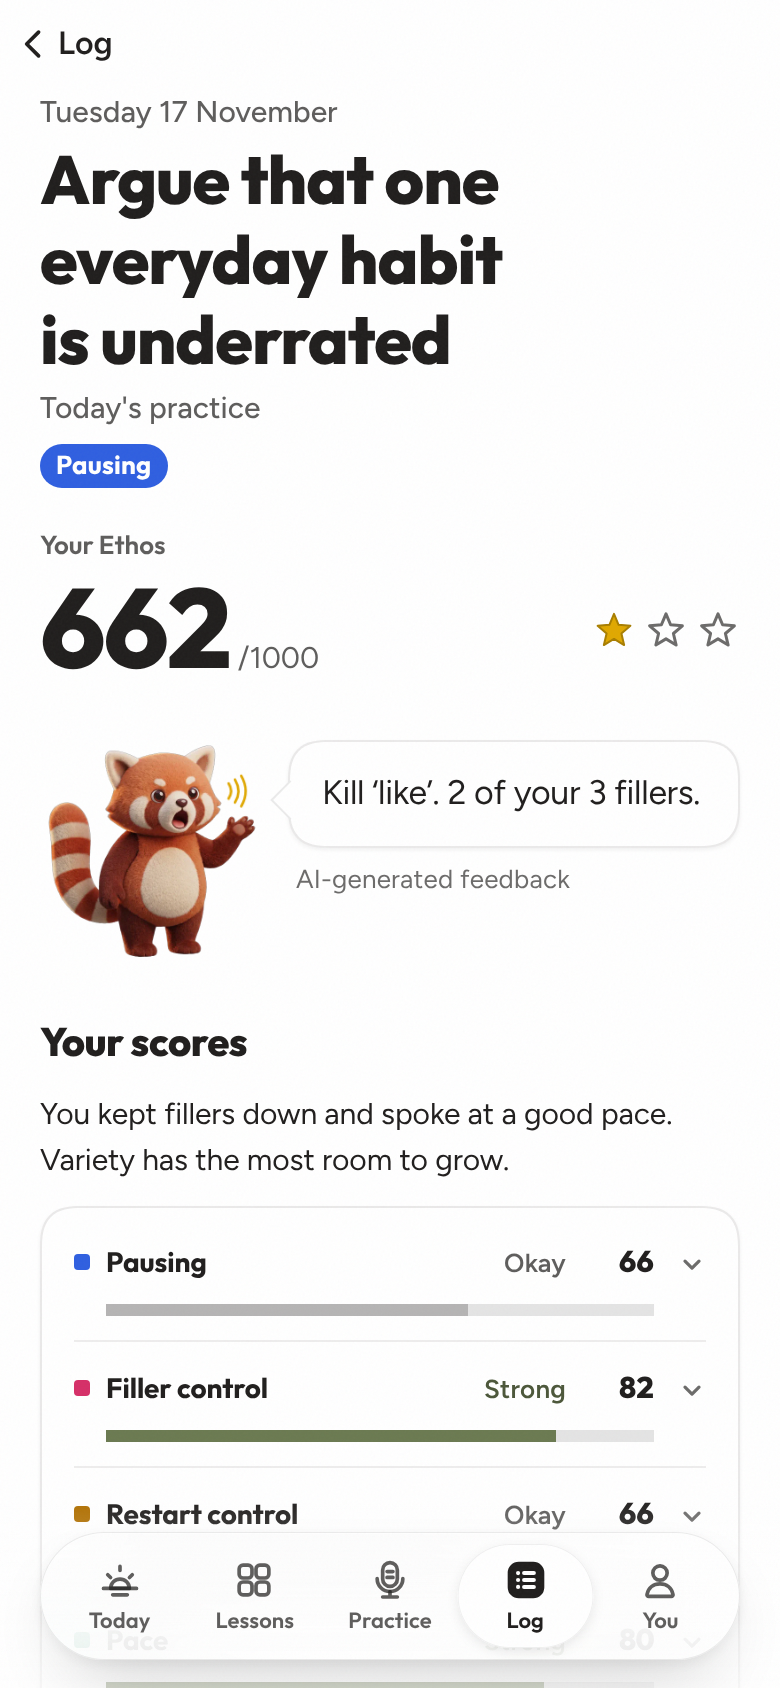 Log
Tuesday 17 November
Argue that one
everyday habit
is underrated
Today's practice
Pausing
Your Ethos
662 /1000
Kill ‘like’. 2 of your 3 fillers.
AI-generated feedback
Your scores
You kept fillers down and spoke at a good pace.
Variety has the most room to grow.
Pausing Okay 66
Filler control Strong 82
Restart control Okay 66
Today Lessons Practice Log You
Pace Strong 80